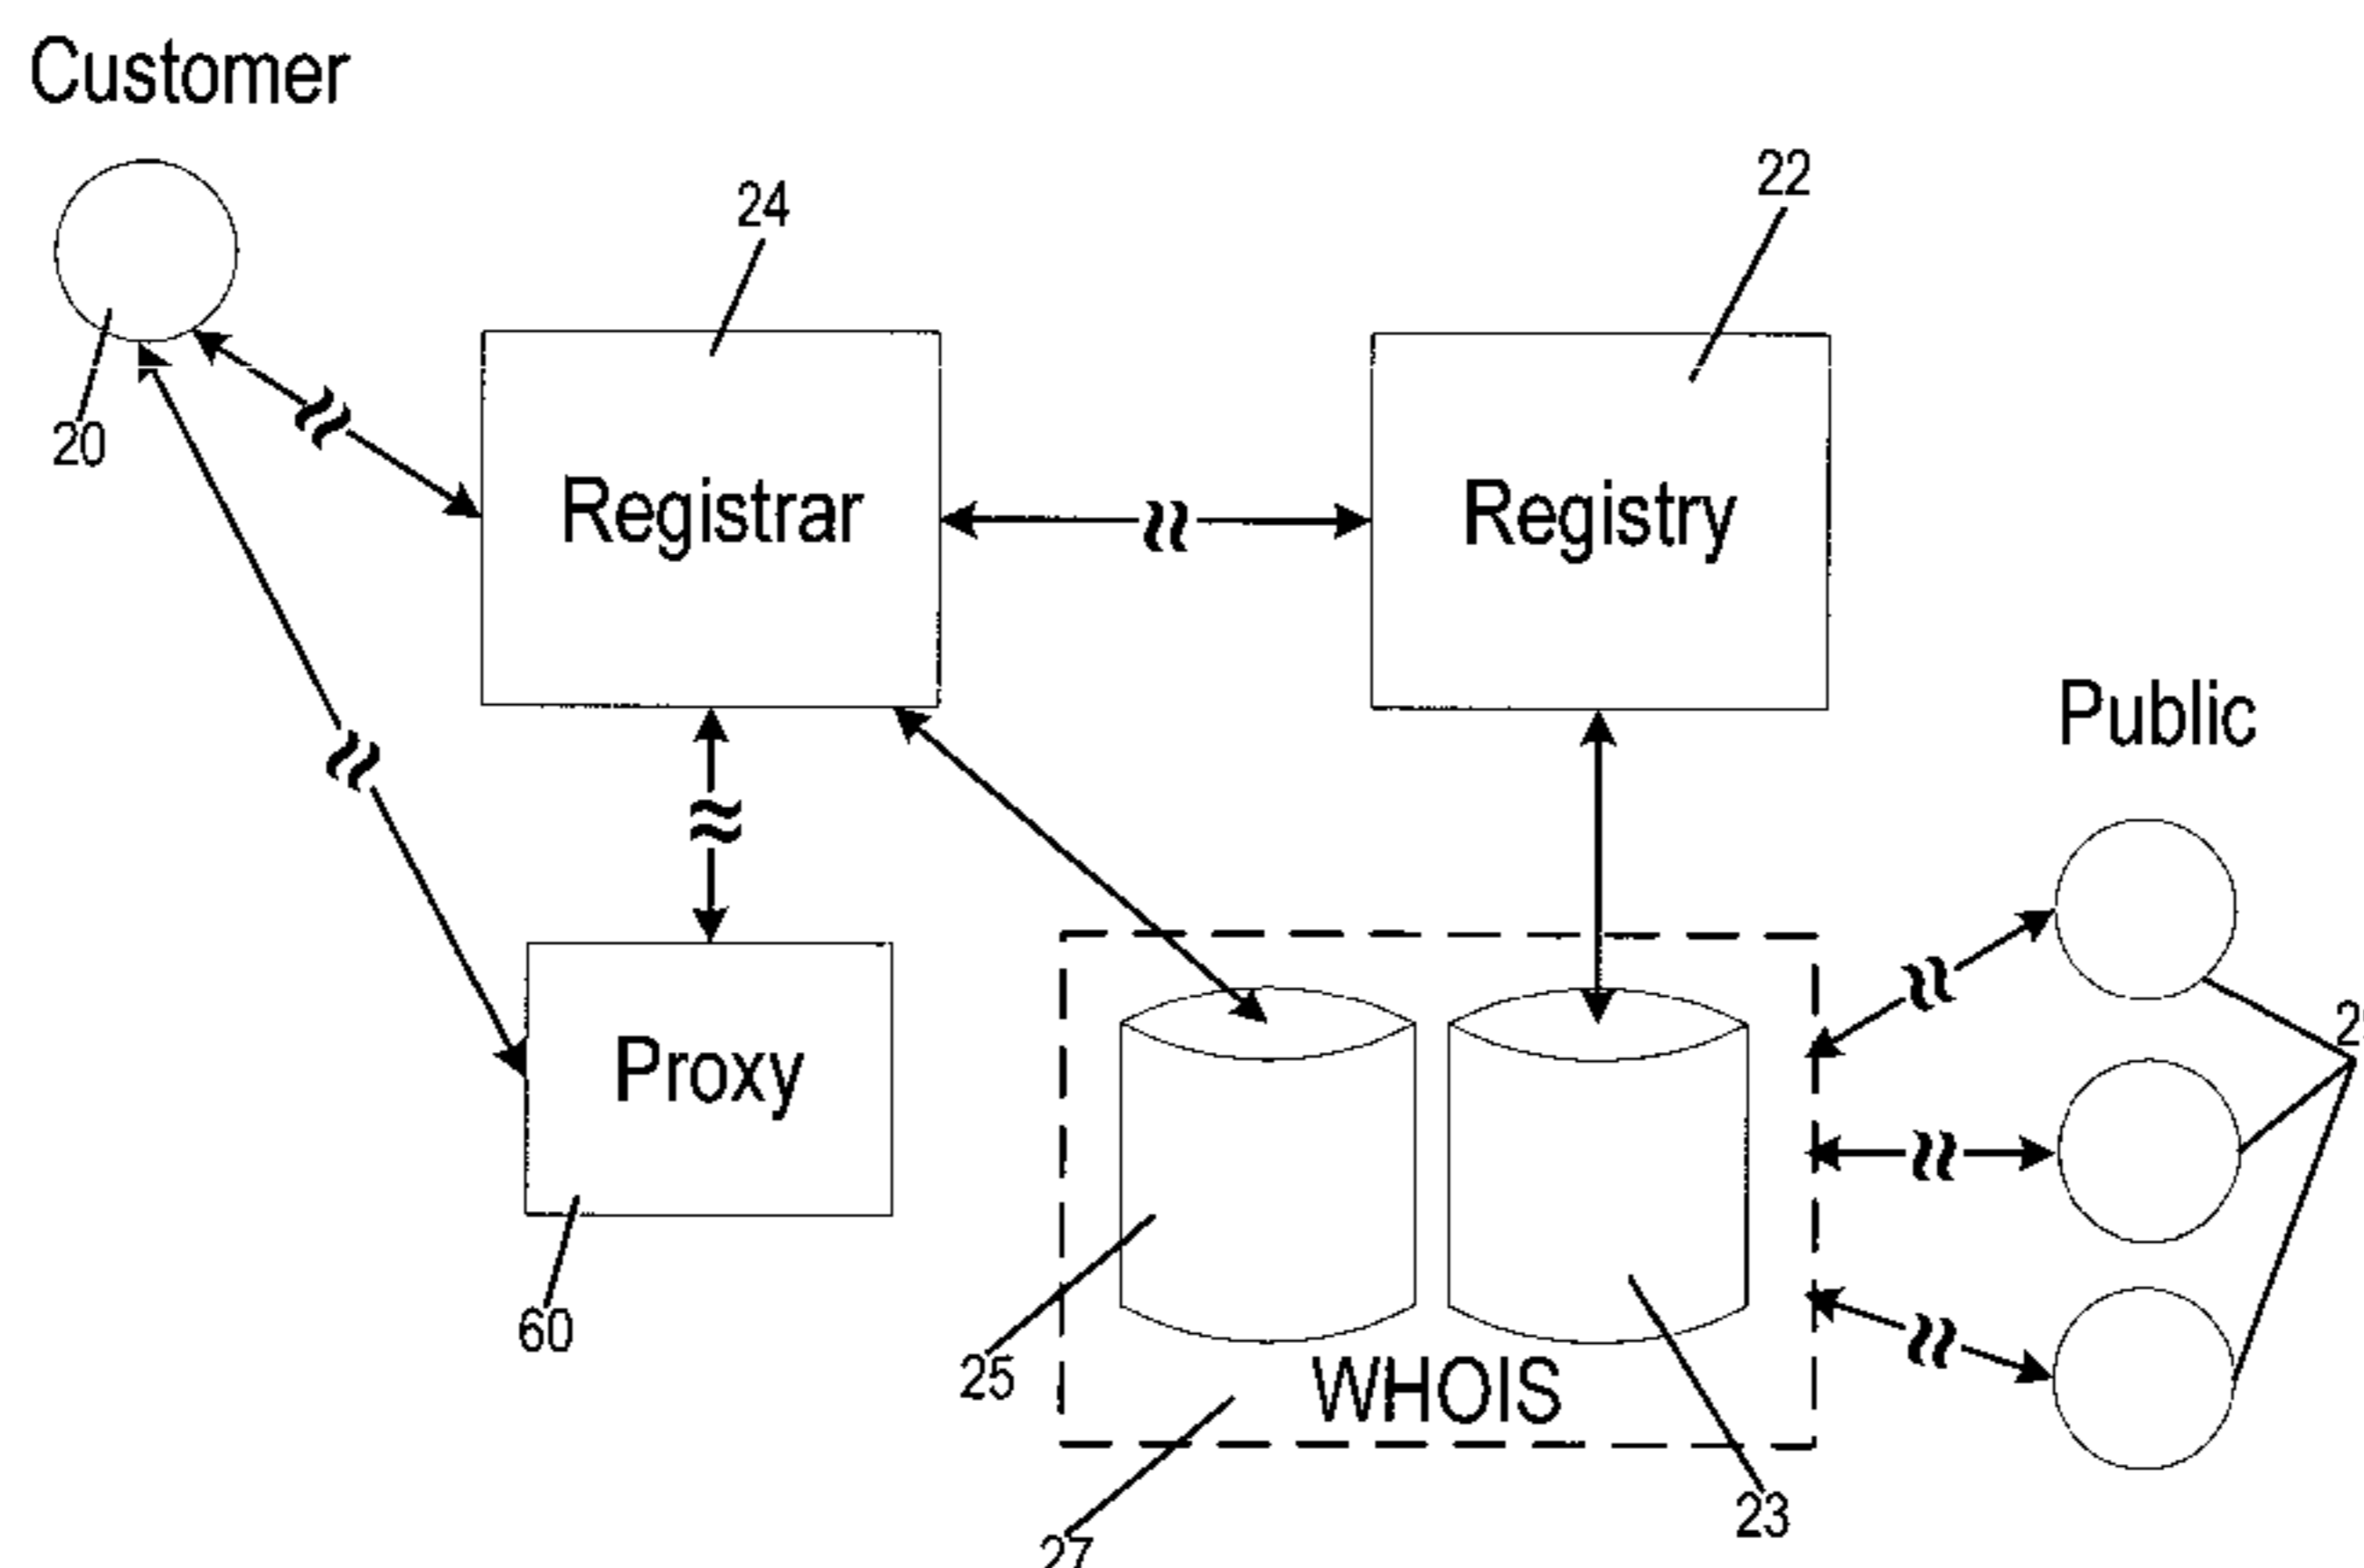 Customer
24
22
20
Registrar
Registry
Public
Proxy
60
25
WHOIS
23
27